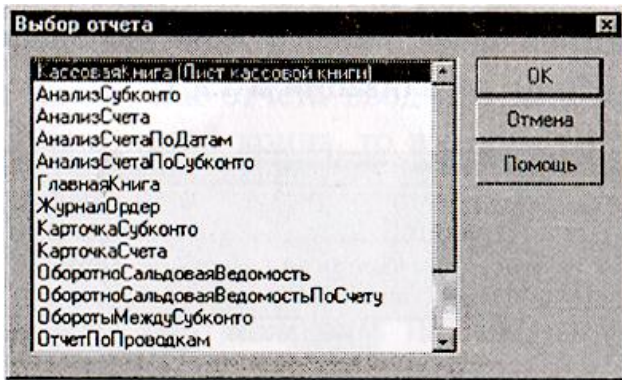 Выбор отчета
КассоваяКнига (Лист кассовой книги)
АнализСубконто
АнализСчета
АнализСчетаПоДатам
АнализСчетаПоСубконто
ГлавнаяКнига
ЖурналОрдер
КарточкаСубконто
КарточкаСчета
ОборотноСальдоваяВедомость
ОборотноСальдоваяВедомостьПоСчету
ОборотыМеждуСубконто
ОтчетПоПроводкам
OK
Отмена
Помощь